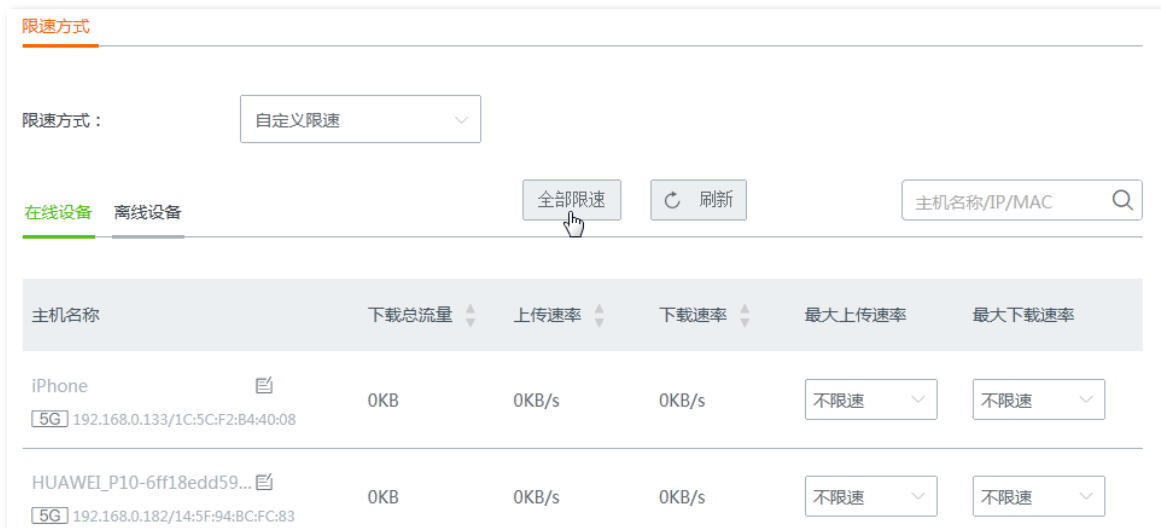 限速方式
限速方式： 自定义限速
在线设备 离线设备 全部限速 刷新 主机名称/IP/MAC
主机名称 下载总流量 上传速率 下载速率 最大上传速率 最大下载速率
iPhone
0KB 0KB/s 0KB/s 不限速 不限速
5G 192.168.0.133/1C:5C:F2:B4:40:08
HUAWEI_P10-6ff18edd59...
0KB 0KB/s 0KB/s 不限速 不限速
5G 192.168.0.182/14:5F:94:BC:FC:83